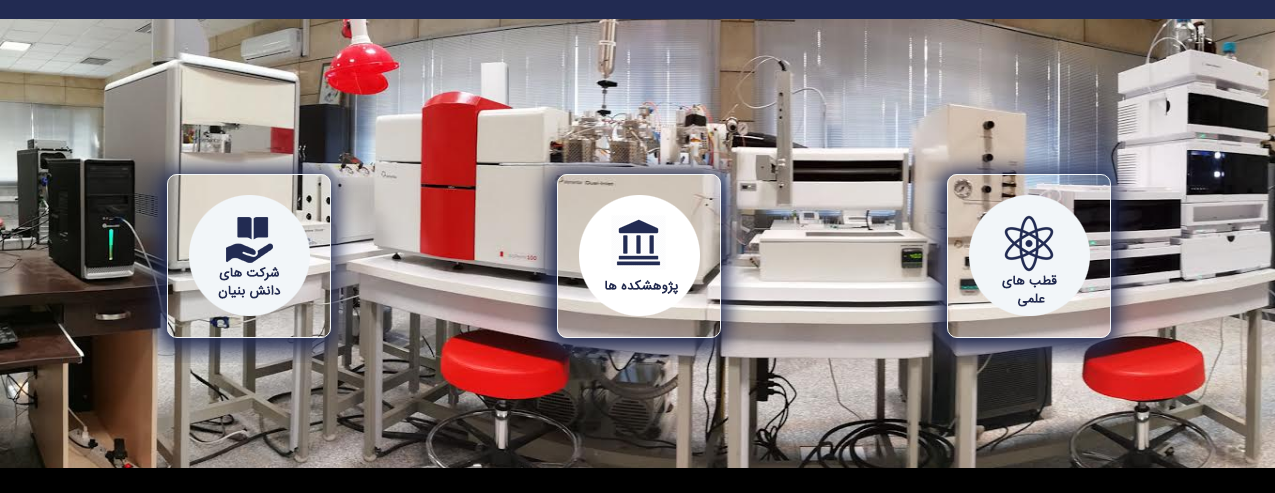 قطب های
علمی
پژوهشکده ها
شرکت های
دانش بنیان